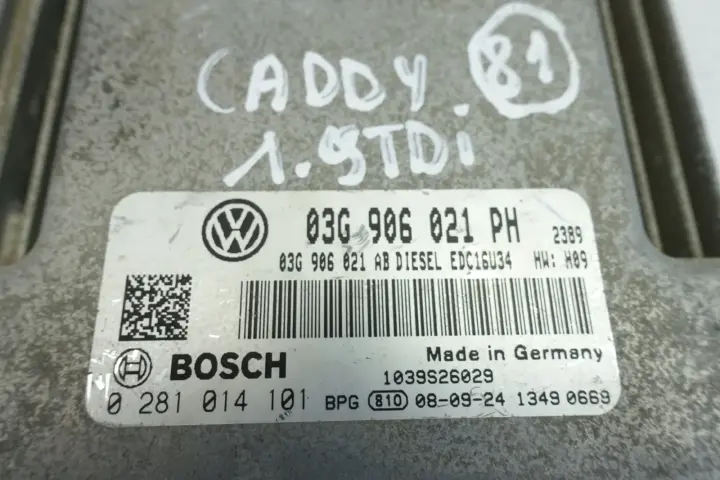 CADDY 81
1.9TDi
03G 906 021 PH 2389
03G 906 021 AB DIESEL EDC16U34 HW: H09
BOSCH Made in Germany
1039S26029
0 281 014 101 BPG 810 08-09-24 1349 0669